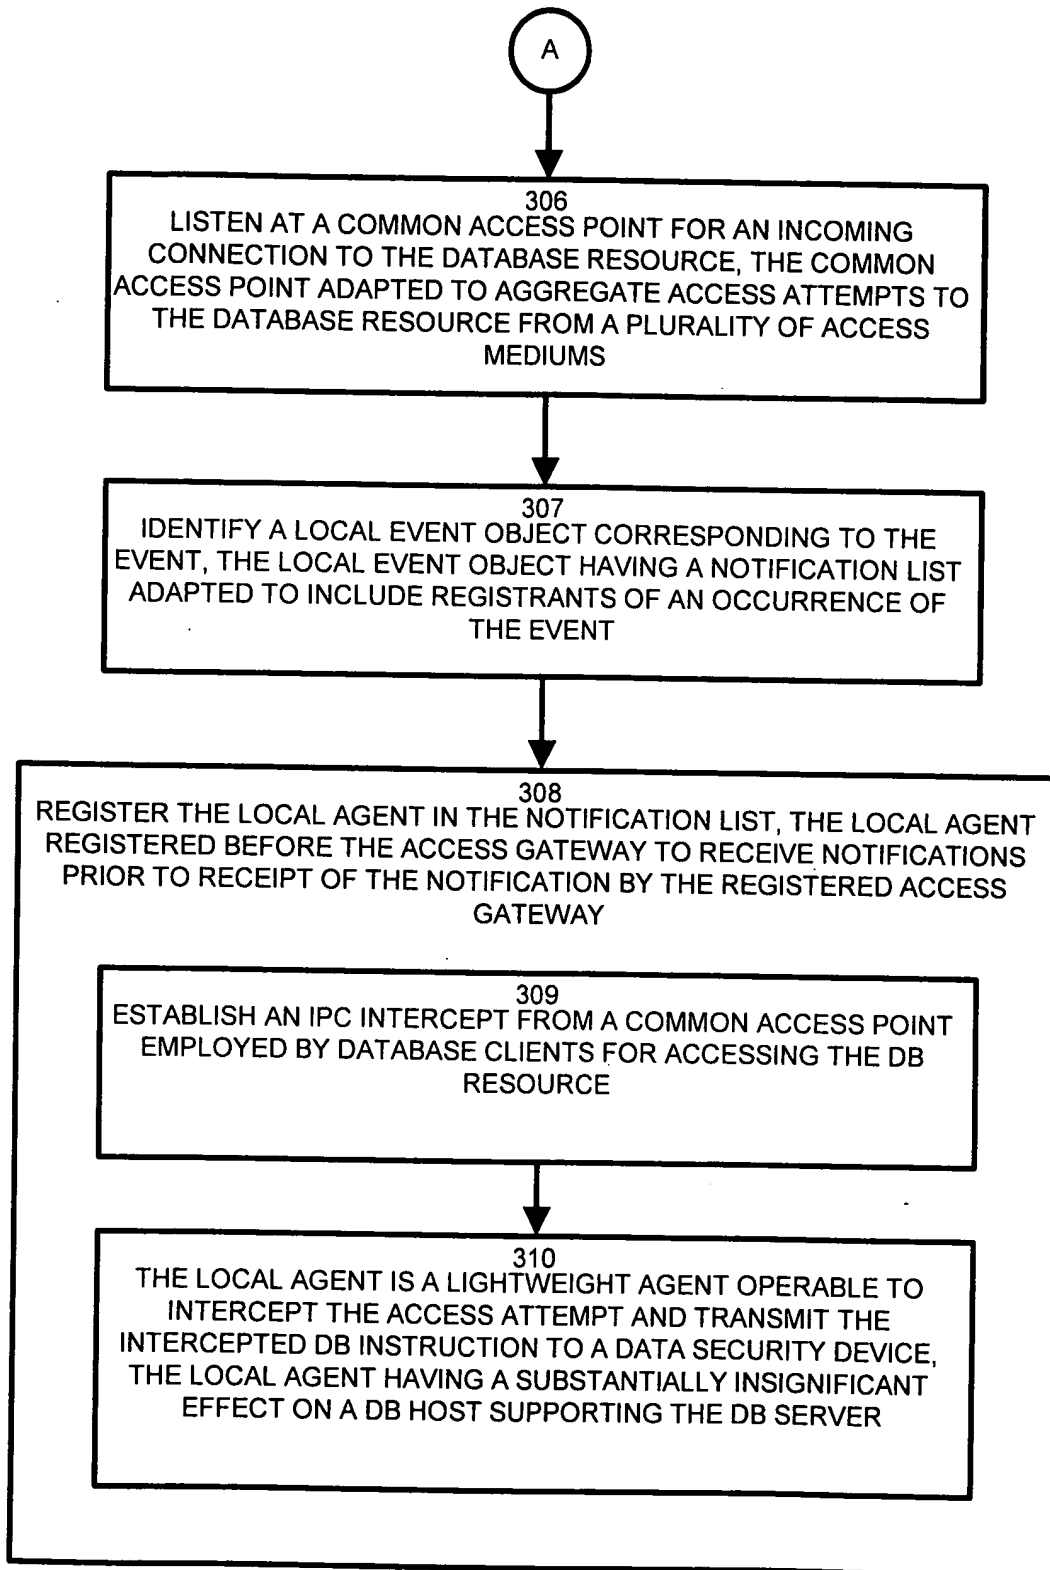 A
306
LISTEN AT A COMMON ACCESS POINT FOR AN INCOMING
CONNECTION TO THE DATABASE RESOURCE, THE COMMON
ACCESS POINT ADAPTED TO AGGREGATE ACCESS ATTEMPTS TO
THE DATABASE RESOURCE FROM A PLURALITY OF ACCESS
MEDIUMS
307
IDENTIFY A LOCAL EVENT OBJECT CORRESPONDING TO THE
EVENT, THE LOCAL EVENT OBJECT HAVING A NOTIFICATION LIST
ADAPTED TO INCLUDE REGISTRANTS OF AN OCCURRENCE OF
THE EVENT
308
REGISTER THE LOCAL AGENT IN THE NOTIFICATION LIST, THE LOCAL AGENT
REGISTERED BEFORE THE ACCESS GATEWAY TO RECEIVE NOTIFICATIONS
PRIOR TO RECEIPT OF THE NOTIFICATION BY THE REGISTERED ACCESS
GATEWAY
309
ESTABLISH AN IPC INTERCEPT FROM A COMMON ACCESS POINT
EMPLOYED BY DATABASE CLIENTS FOR ACCESSING THE DB
RESOURCE
310
THE LOCAL AGENT IS A LIGHTWEIGHT AGENT OPERABLE TO
INTERCEPT THE ACCESS ATTEMPT AND TRANSMIT THE
INTERCEPTED DB INSTRUCTION TO A DATA SECURITY DEVICE,
THE LOCAL AGENT HAVING A SUBSTANTIALLY INSIGNIFICANT
EFFECT ON A DB HOST SUPPORTING THE DB SERVER